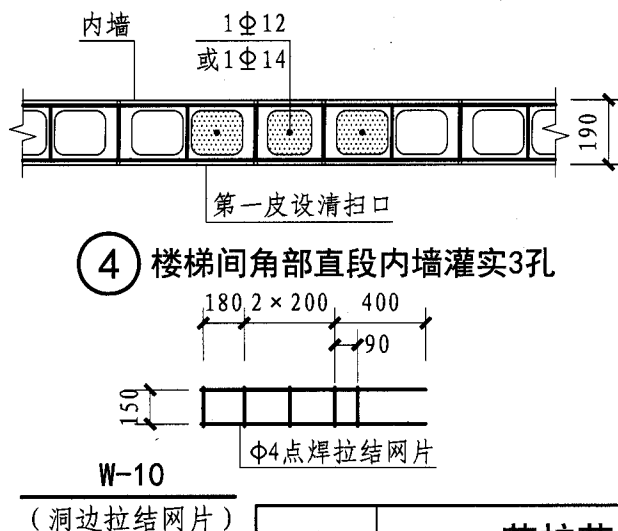 内墙
1Φ12
或1Φ14
190
第一皮设清扫口
④ 楼梯间角部直段内墙灌实3孔
180 2×200 400
90
150
Φ4点焊拉结网片
W-10
(洞边拉结网片)